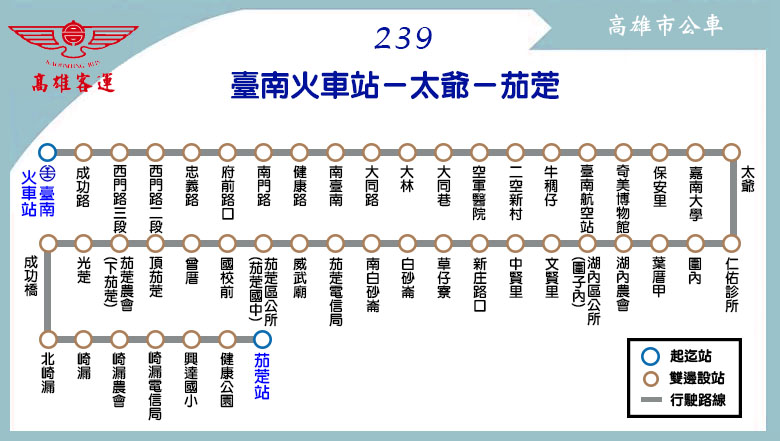 高雄市公車
KAOHSIUNG BUS
高雄客運
239
臺南火車站－太爺－茄萣
臺南火車站
成功路
西門路三段
西門路二段
忠義路
府前路口
南門路
健康路
南臺南
大同路
大林
大同巷
空軍醫院
二空新村
牛稠仔
臺南航空站
奇美博物館
保安里
嘉南大學
太爺
成功橋
光萣
茄萣農會(下茄萣)
頂茄萣
曾厝
國校前
茄萣區公所(茄萣國中)
威武廟
茄萣電信局
南白砂崙
白砂崙
草仔寮
新庄路口
中賢里
文賢里
湖內區公所(圍子內)
湖內農會
葉厝甲
圍內
仁佑診所
北崎漏
崎漏
崎漏農會
崎漏電信局
興達國小
健康公園
茄萣站
起迄站
雙邊設站
行駛路線